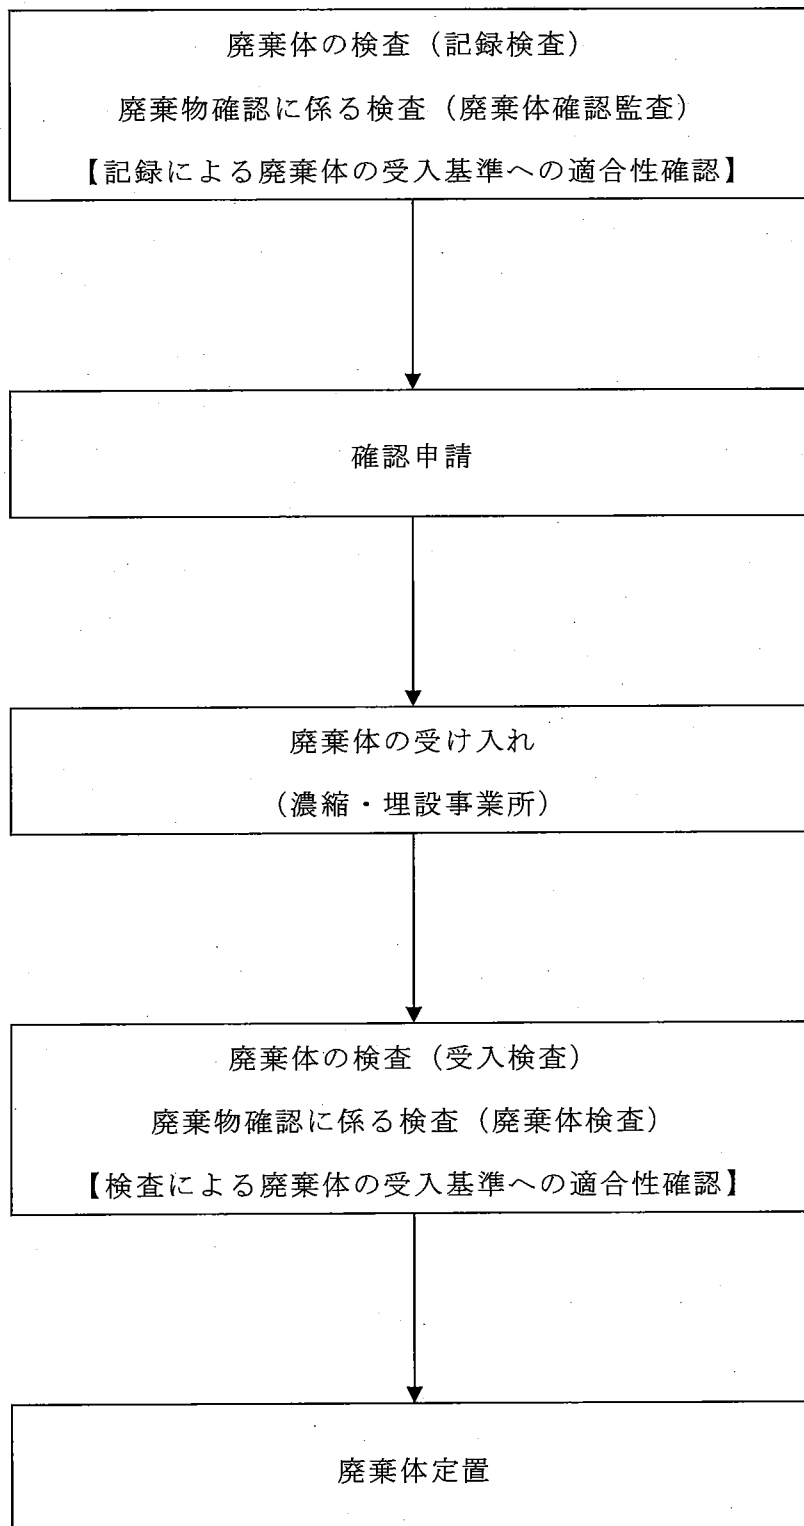 廃棄体の検査（記録検査）
廃棄物確認に係る検査（廃棄体確認監査）
【記録による廃棄体の受入基準への適合性確認】
確認申請
廃棄体の受け入れ
（濃縮・埋設事業所）
廃棄体の検査（受入検査）
廃棄物確認に係る検査（廃棄体検査）
【検査による廃棄体の受入基準への適合性確認】
廃棄体定置